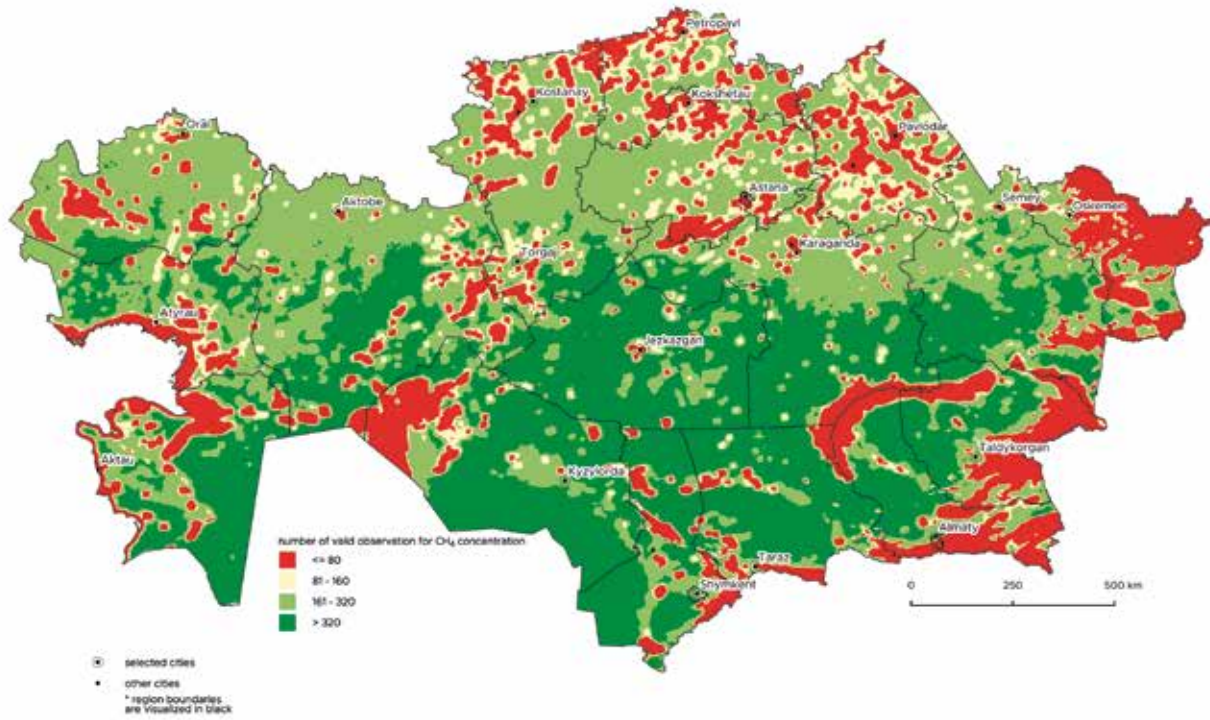 Petropavl
Kostanay
Kokshetau
Oral
Pavlodar
Astana
Aktobe
Semey
Oskemen
Karaganda
Torgaj
Atyrau
Jezkazgan
Aktau
Taldykorgan
Kyzylorda
Almaty
Taraz
Shymkent
number of valid observation for CH₄ concentration
<= 80
81 - 160
161 - 320
> 320
0 250 500 km
selected cities
other cities
* region boundaries
are visualized in black